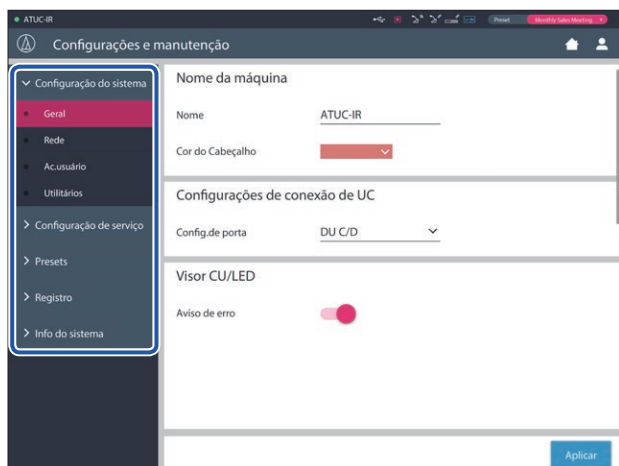 ATUC-IR
Preset
Monthly Sales Meeting
Configurações e manutenção
Configuração do sistema
Geral
Rede
Ac.usuário
Utilitários
Configuração de serviço
Presets
Registro
Info do sistema
Nome da máquina
Nome
ATUC-IR
Cor do Cabeçalho
Configurações de conexão de UC
Config.de porta
DU C/D
Visor CU/LED
Aviso de erro
Aplicar